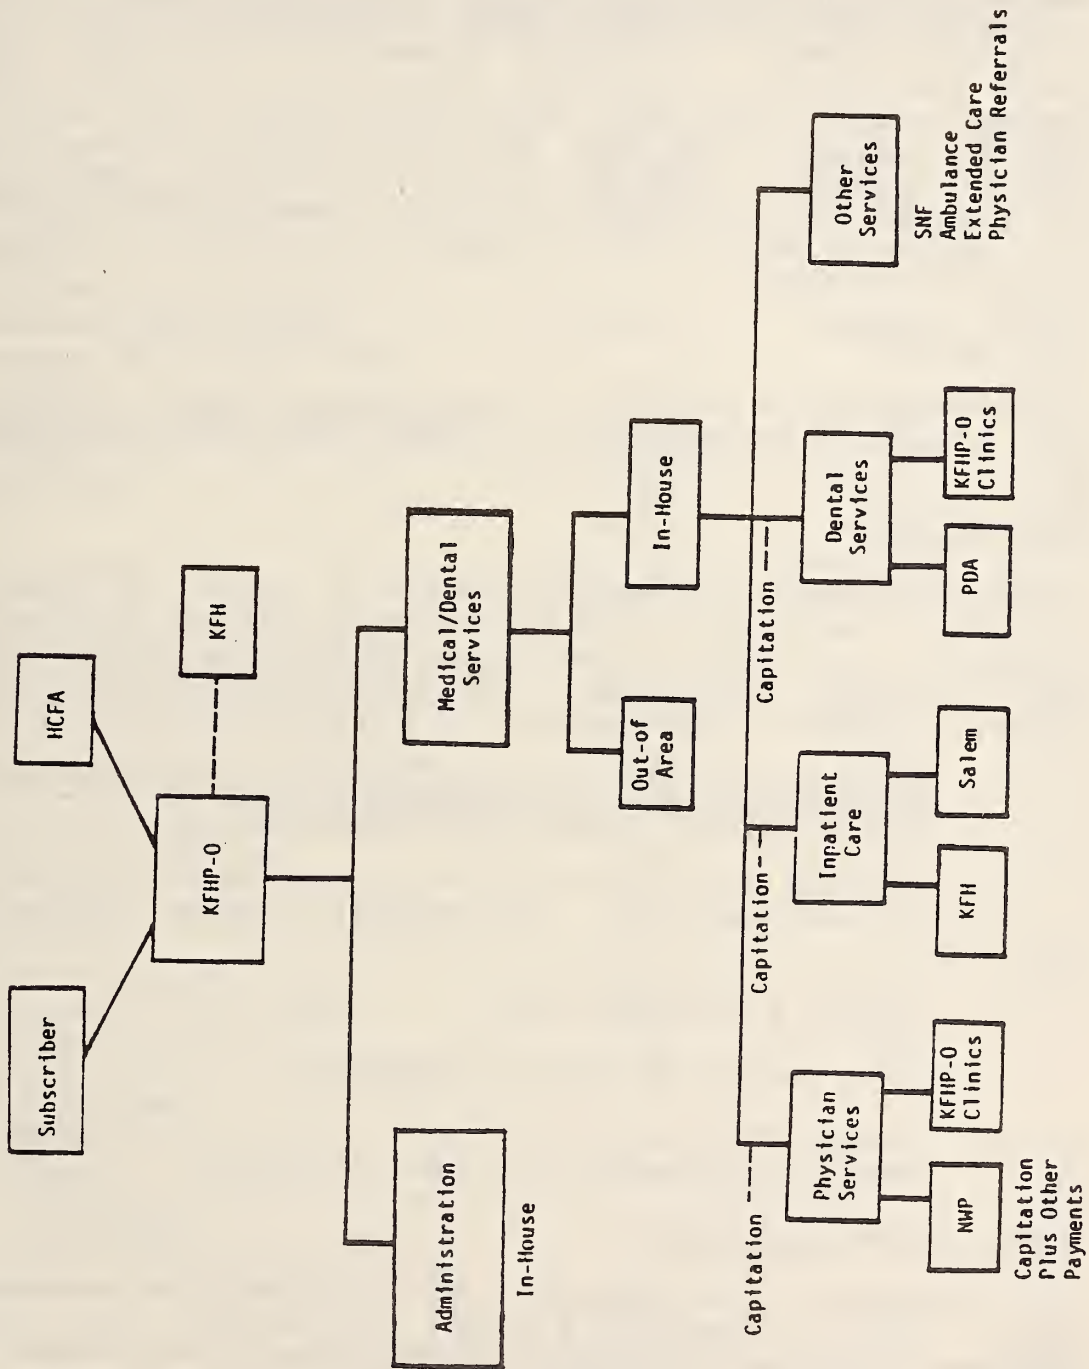 Subscriber
HCFA
KFHP-O
KFH
Administration
In-House
Medical/Dental
Services
Out-of
Area
In-House
Capitation
Capitation
Capitation
Physician
Services
Inpatient
Care
Dental
Services
Other
Services
NWP
KFHP-O
Clinics
KFH
Salem
PDA
KFHP-O
Clinics
SNF
Ambulance
Extended Care
Physician Referrals
Capitation
Plus Other
Payments